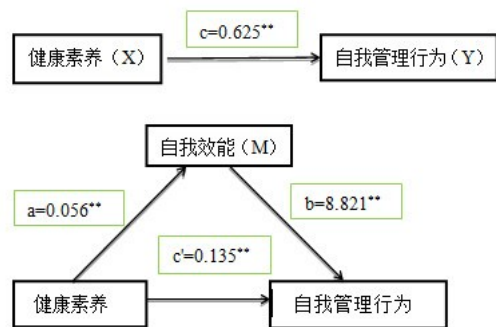 c=0.625**
健康素养（X）
自我管理行为（Y）
自我效能（M）
a=0.056**
b=8.821**
c'=0.135**
健康素养
自我管理行为